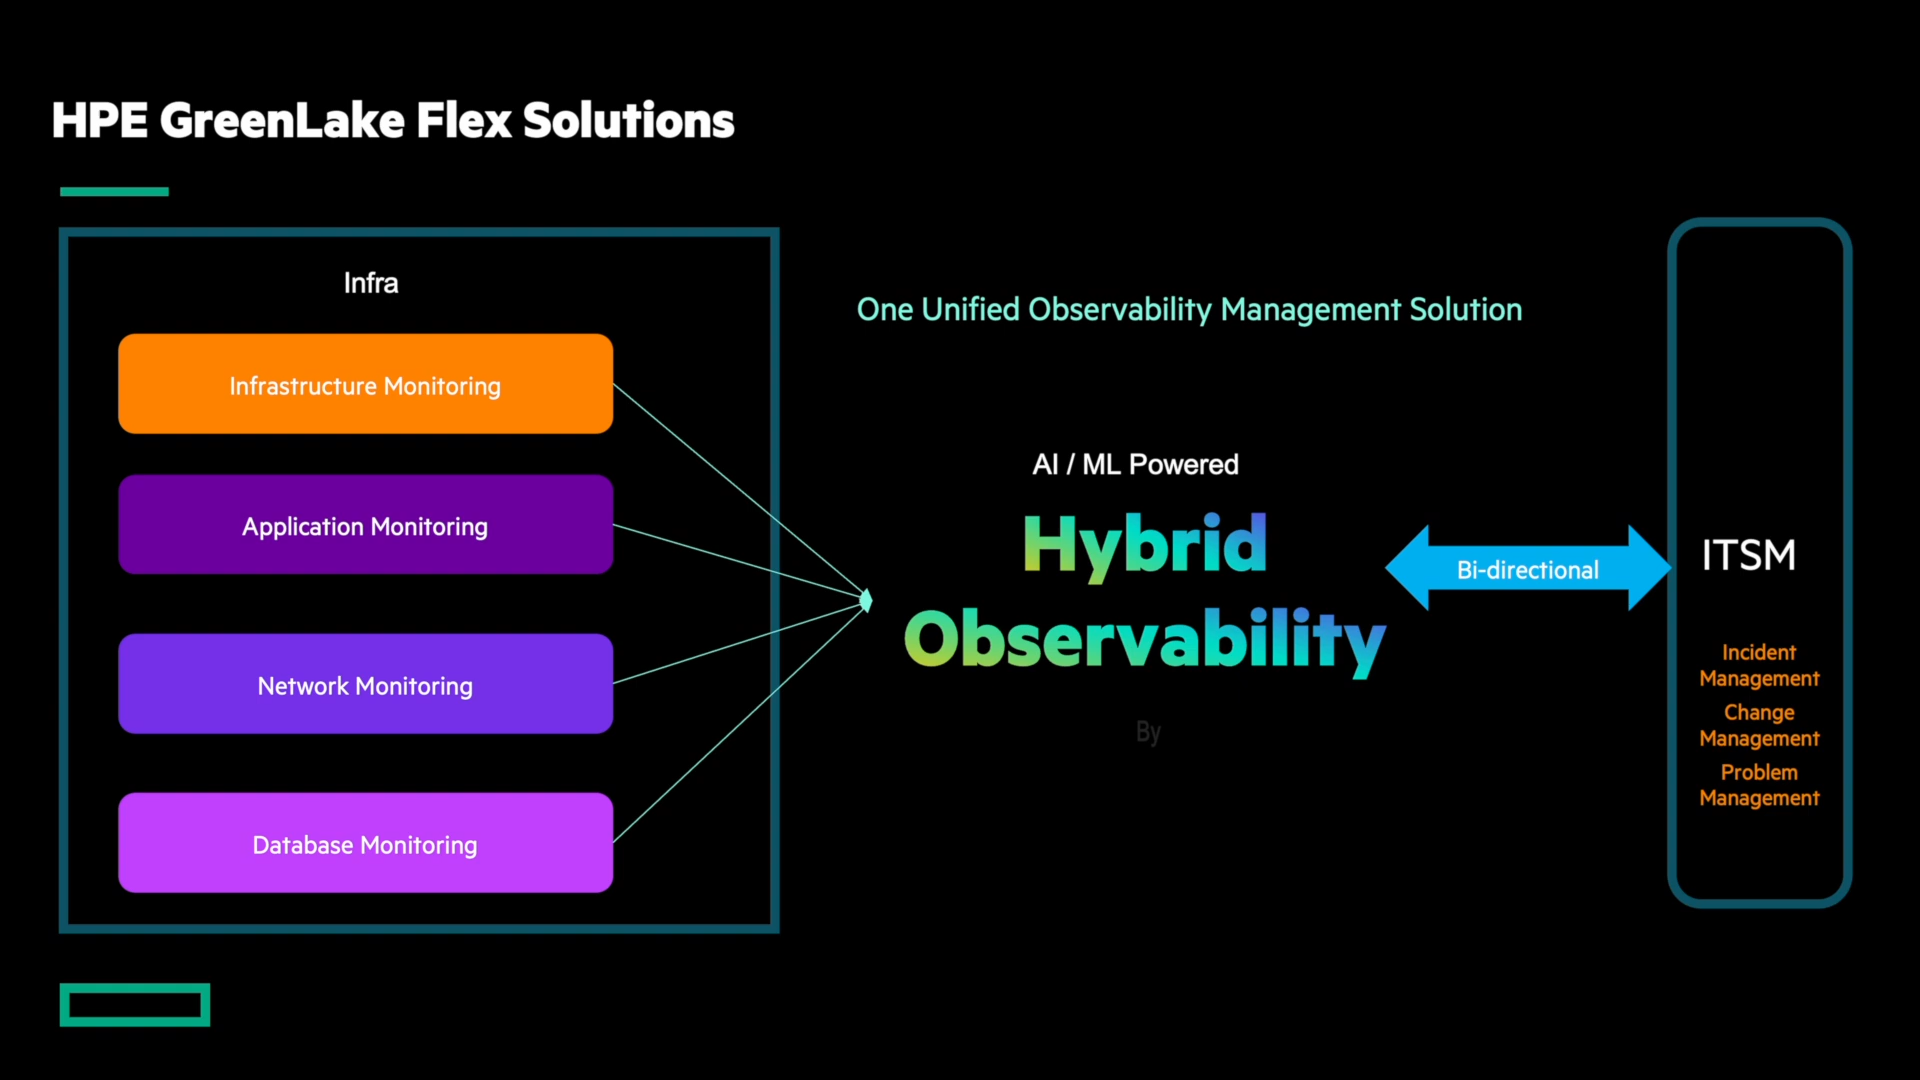 HPE GreenLake Flex Solutions
Infra
Infrastructure Monitoring
Application Monitoring
Network Monitoring
Database Monitoring
One Unified Observability Management Solution
AI / ML Powered
Hybrid
Observability
By
Bi-directional
ITSM
Incident
Management
Change
Management
Problem
Management